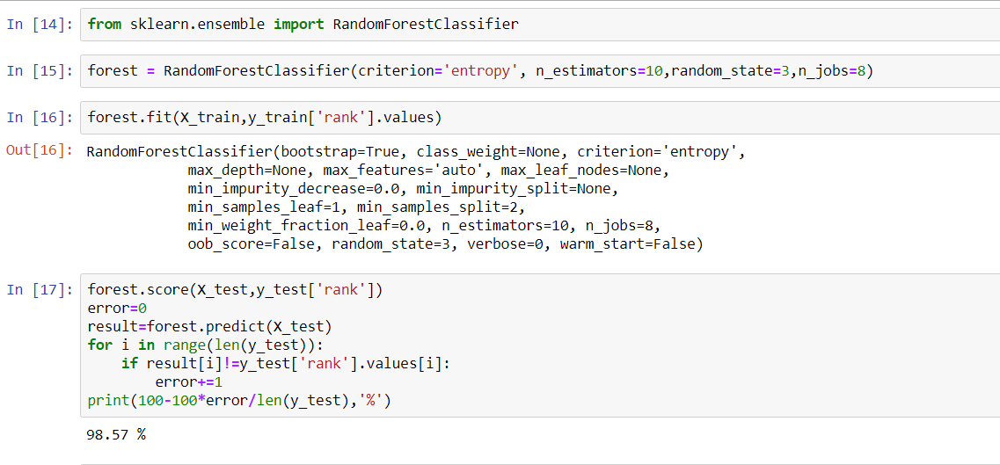 In [14]: from sklearn.ensemble import RandomForestClassifier
In [15]: forest = RandomForestClassifier(criterion='entropy', n_estimators=10,random_state=3,n_jobs=8)
In [16]: forest.fit(X_train,y_train['rank'].values)
Out[16]: RandomForestClassifier(bootstrap=True, class_weight=None, criterion='entropy',
            max_depth=None, max_features='auto', max_leaf_nodes=None,
            min_impurity_decrease=0.0, min_impurity_split=None,
            min_samples_leaf=1, min_samples_split=2,
            min_weight_fraction_leaf=0.0, n_estimators=10, n_jobs=8,
            oob_score=False, random_state=3, verbose=0, warm_start=False)
In [17]: forest.score(X_test,y_test['rank'])
error=0
result=forest.predict(X_test)
for i in range(len(y_test)):
    if result[i]!=y_test['rank'].values[i]:
        error+=1
print(100-100*error/len(y_test),'%')
98.57 %